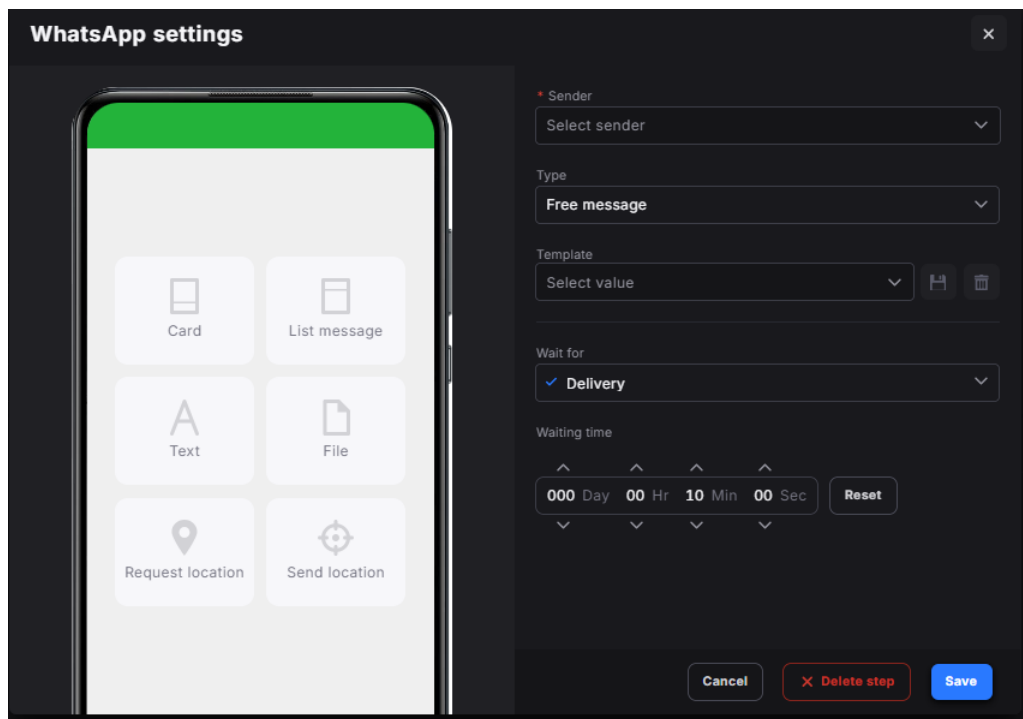 WhatsApp settings
* Sender
Select sender
Type
Free message
Template
Select value
Wait for
Delivery
Waiting time
000 Day 00 Hr 10 Min 00 Sec
Reset
Card
List message
Text
File
Request location
Send location
Cancel
Delete step
Save